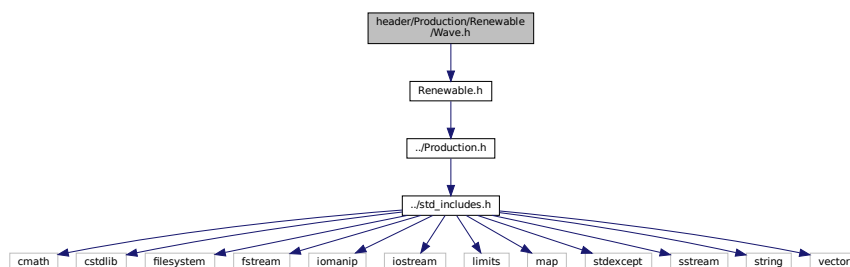 header/Production/Renewable
/Wave.h
Renewable.h
../Production.h
../std_includes.h
cmath
cstdlib
filesystem
fstream
iomanip
iostream
limits
map
stdexcept
sstream
string
vector